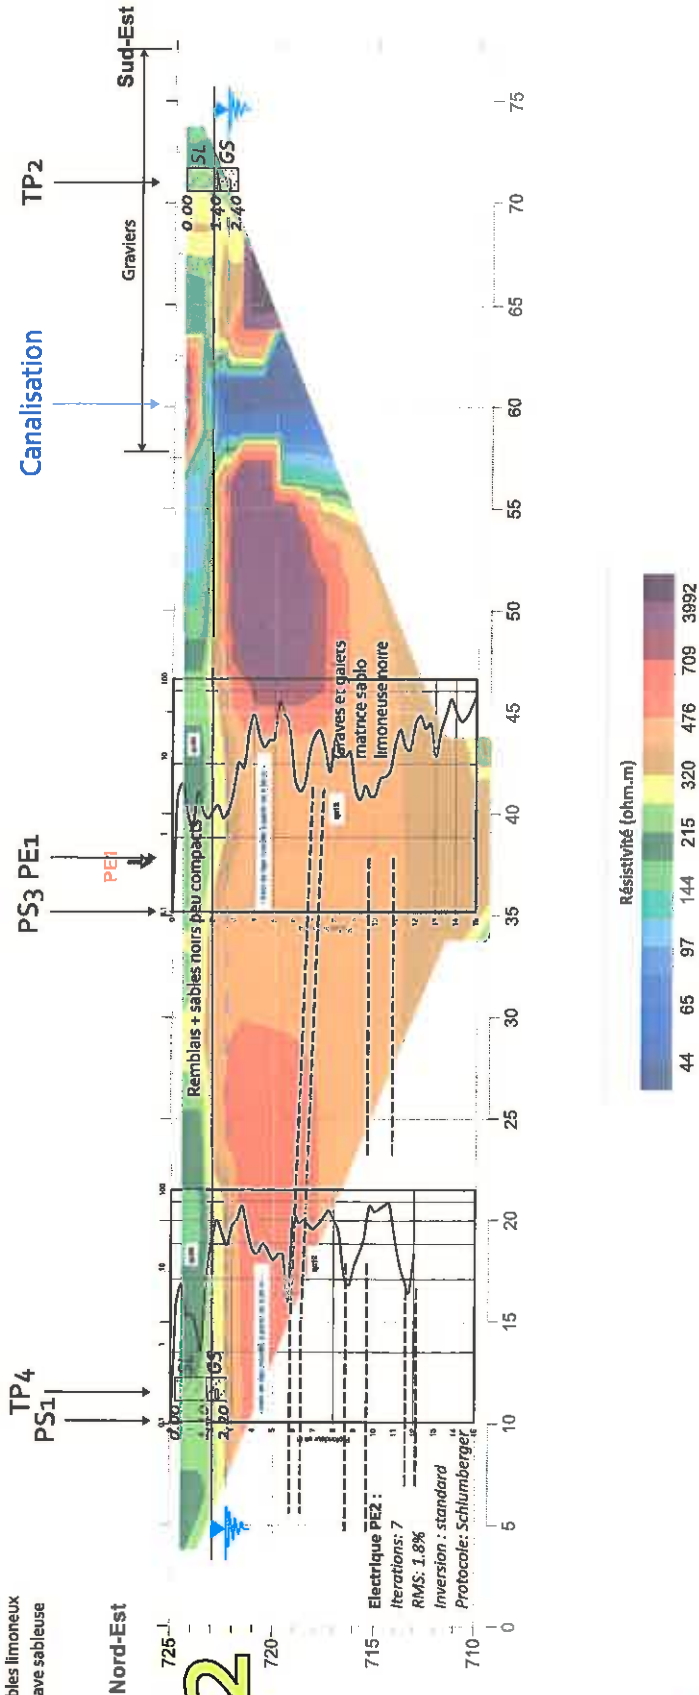 bles limoneux
ave sableuse
Nord-Est
Sud-Est
TP4
PS1
PS3 PE1
PE1
Canalisation
TP2
Graviers
0.00
SL
1.40
GS
2.40
0.00
GS
2,20
Remblais + sables noirs peu compacts
Graves et galets
matrice sablo
limoneuse noire
725
720
715
710
2
Electrique PE2 :
Iterations: 7
RMS: 1.8%
Inversion : standard
Protocole: Schlumberger
0 5 10 15 20 25 30 35 40 45 50 55 60 65 70 75
Résistivité (ohm.m)
44 65 97 144 215 320 476 709 3992